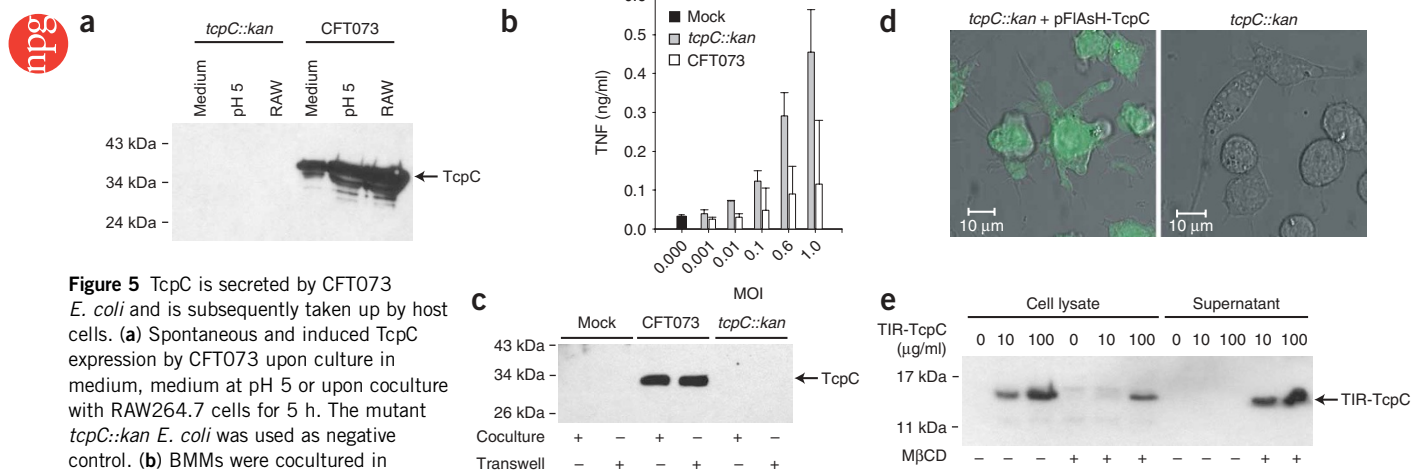 npg
a
tcpC::kan CFT073
Medium pH 5 RAW Medium pH 5 RAW
43 kDa
34 kDa
24 kDa
TcpC
Figure 5 TcpC is secreted by CFT073
E. coli and is subsequently taken up by host
cells. (a) Spontaneous and induced TcpC
expression by CFT073 upon culture in
medium, medium at pH 5 or upon coculture
with RAW264.7 cells for 5 h. The mutant
tcpC::kan E. coli was used as negative
control. (b) BMMs were cocultured in
b
Mock
tcpC::kan
CFT073
TNF (ng/ml)
0.5
0.4
0.3
0.2
0.1
0.0
0.000 0.001 0.01 0.1 0.6 1.0
MOI
c
Mock CFT073 tcpC::kan
43 kDa
34 kDa
26 kDa
TcpC
Coculture + – + – + –
Transwell – + – + – +
d
tcpC::kan + pFlAsH-TcpC tcpC::kan
10 µm 10 µm
e
Cell lysate Supernatant
TIR-TcpC 0 10 100 0 10 100 0 10 100 10 100
(µg/ml)
17 kDa
11 kDa
TIR-TcpC
MβCD – – – + + + – – – + +